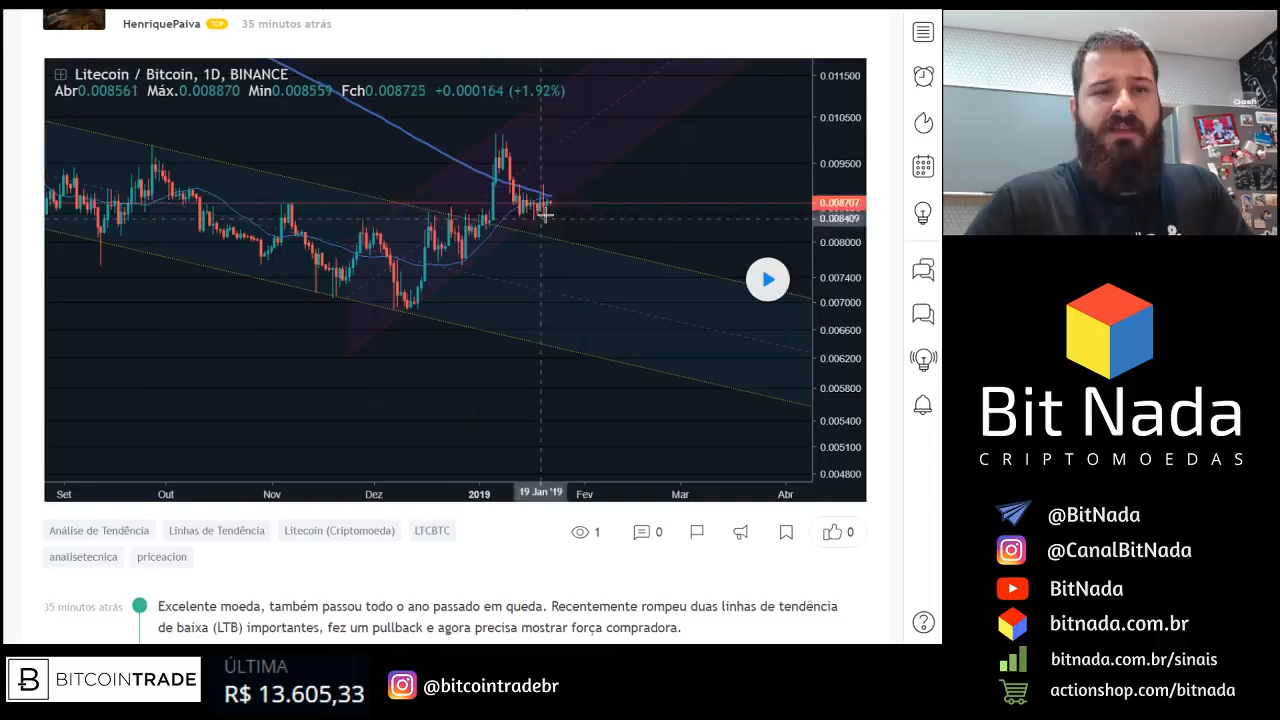 HenriquePaiva TOP 35 minutos atrás
Litecoin / Bitcoin, 1D, BINANCE
Abr0.008561 Máx.0.008870 Min0.008559 Fch0.008725 +0.000164 (+1.92%)
0.011500
0.010500
0.009500
0.008707
0.008409
0.008000
0.007400
0.007000
0.006600
0.006200
0.005800
0.005400
0.005100
0.004800
Set Out Nov Dez 2019 19 Jan '19 Fev Mar Abr
Análise de Tendência Linhas de Tendência Litecoin (Criptomoeda) LTCBTC
1 0 0
analisetecnica priceacion
35 minutos atrás
Excelente moeda, também passou todo o ano passado em queda. Recentemente rompeu duas linhas de tendência
de baixa (LTB) importantes, fez um pullback e agora precisa mostrar força compradora.
Dash
Bit Nada
CRIPTOMOEDAS
@BitNada
@CanalBitNada
BitNada
bitnada.com.br
bitnada.com.br/sinais
actionshop.com/bitnada
B BITCOINTRADE
ÚLTIMA
R$ 13.605,33
@bitcointradebr